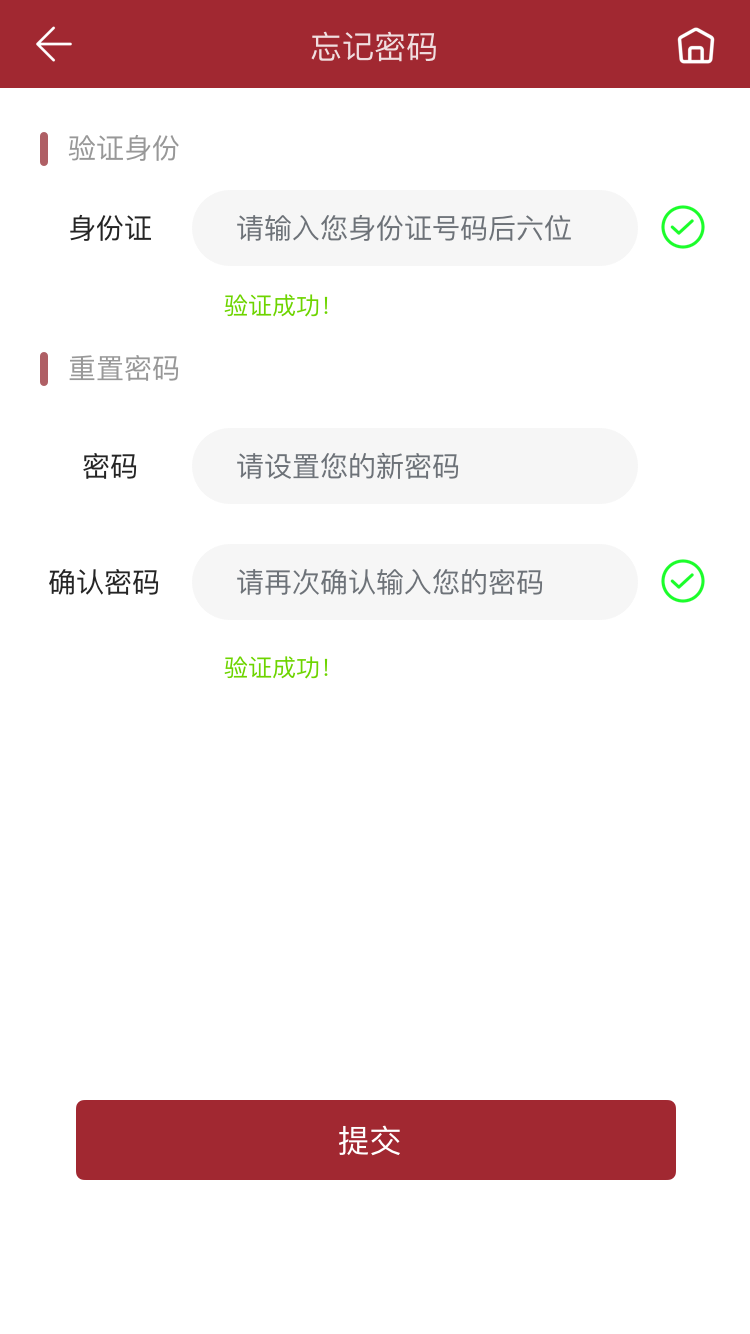 忘记密码
验证身份
身份证 请输入您身份证号码后六位
验证成功!
重置密码
密码 请设置您的新密码
确认密码 请再次确认输入您的密码
验证成功!
提交